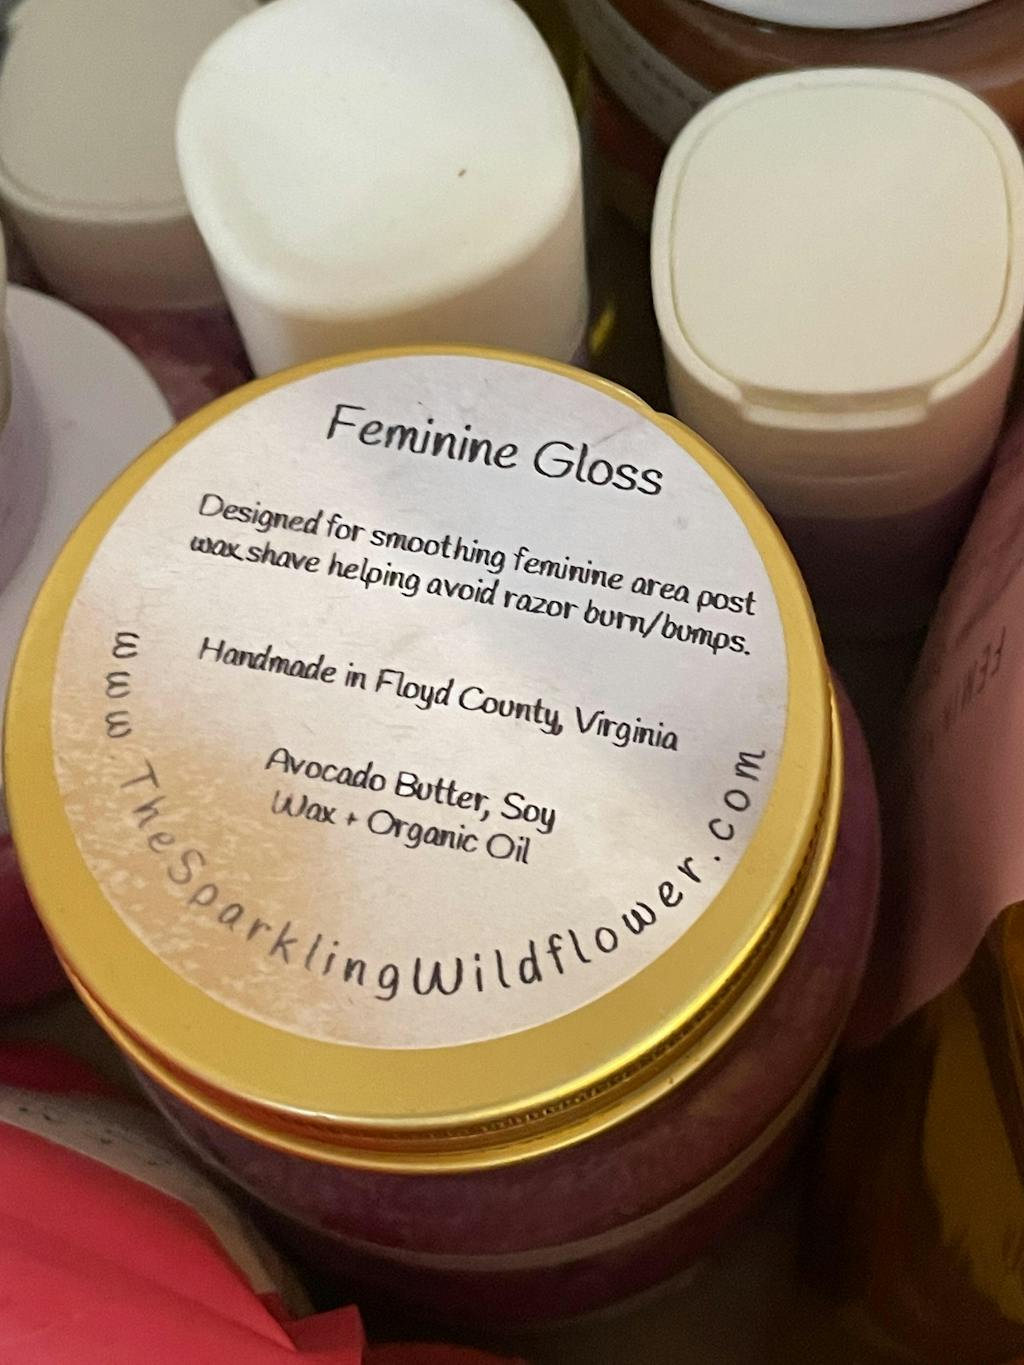 Feminine Gloss
Designed for smoothing feminine area post
wax shave helping avoid razor burn/bumps.
Handmade in Floyd County, Virginia
Avocado Butter, Soy
Wax + Organic Oil
www.TheSparklingWildflower.com